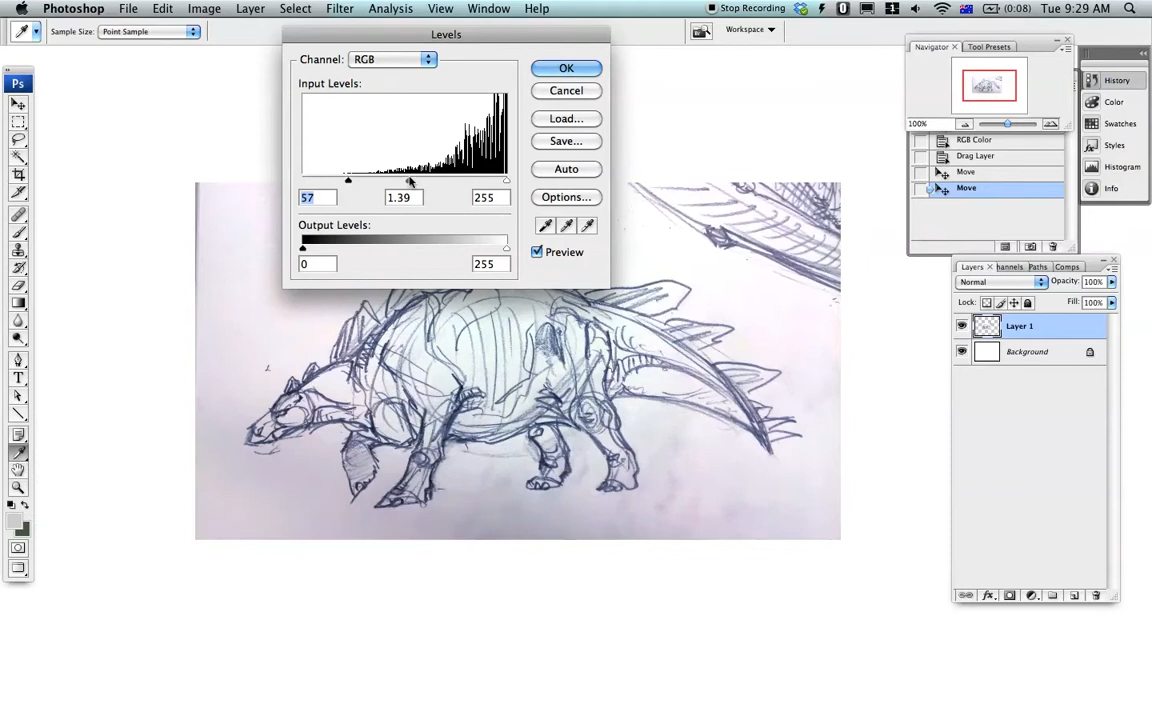 Photoshop File Edit Image Layer Select Filter Analysis View Window Help Stop Recording (0:08) Tue 9:29 AM
Sample Size: Point Sample Workspace
Levels
Channel: RGB
Input Levels:
57 1.39 255
Output Levels:
0 255
OK
Cancel
Load...
Save...
Auto
Options...
Preview
Ps
T
Navigator Tool Presets
100%
RGB Color
Drag Layer
Move
Move
History
Color
Swatches
Styles
Histogram
Info
Layers hannels Paths Comps
Normal Opacity: 100%
Lock: Fill: 100%
Layer 1
Background
fx